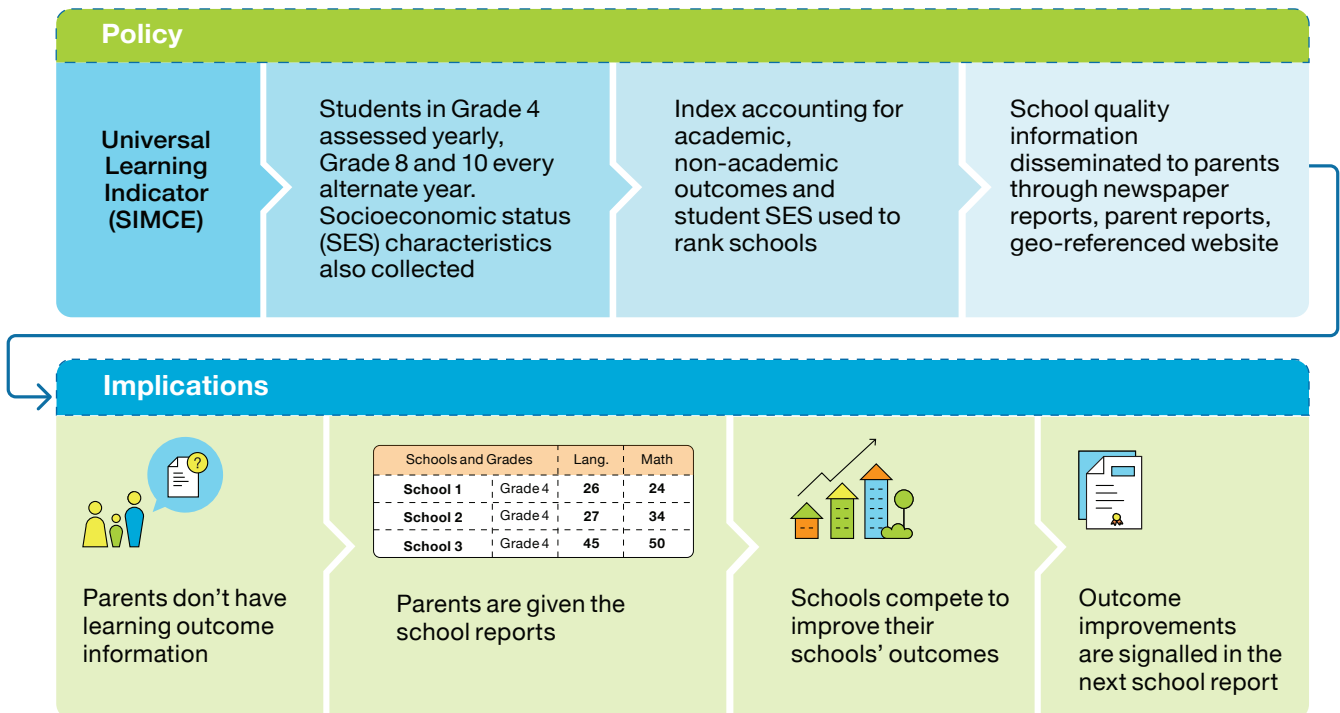 Policy
Universal
Learning
Indicator
(SIMCE)
Students in Grade 4
assessed yearly,
Grade 8 and 10 every
alternate year.
Socioeconomic status
(SES) characteristics
also collected
Index accounting for
academic,
non-academic
outcomes and
student SES used to
rank schools
School quality
information
disseminated to parents
through newspaper
reports, parent reports,
geo-referenced website
Implications
?
Parents don't have
learning outcome
information
Schools and Grades Lang. Math
School 1 Grade 4 26 24
School 2 Grade 4 27 34
School 3 Grade 4 45 50
Parents are given the
school reports
Schools compete to
improve their
schools' outcomes
Outcome
improvements
are signalled in the
next school report